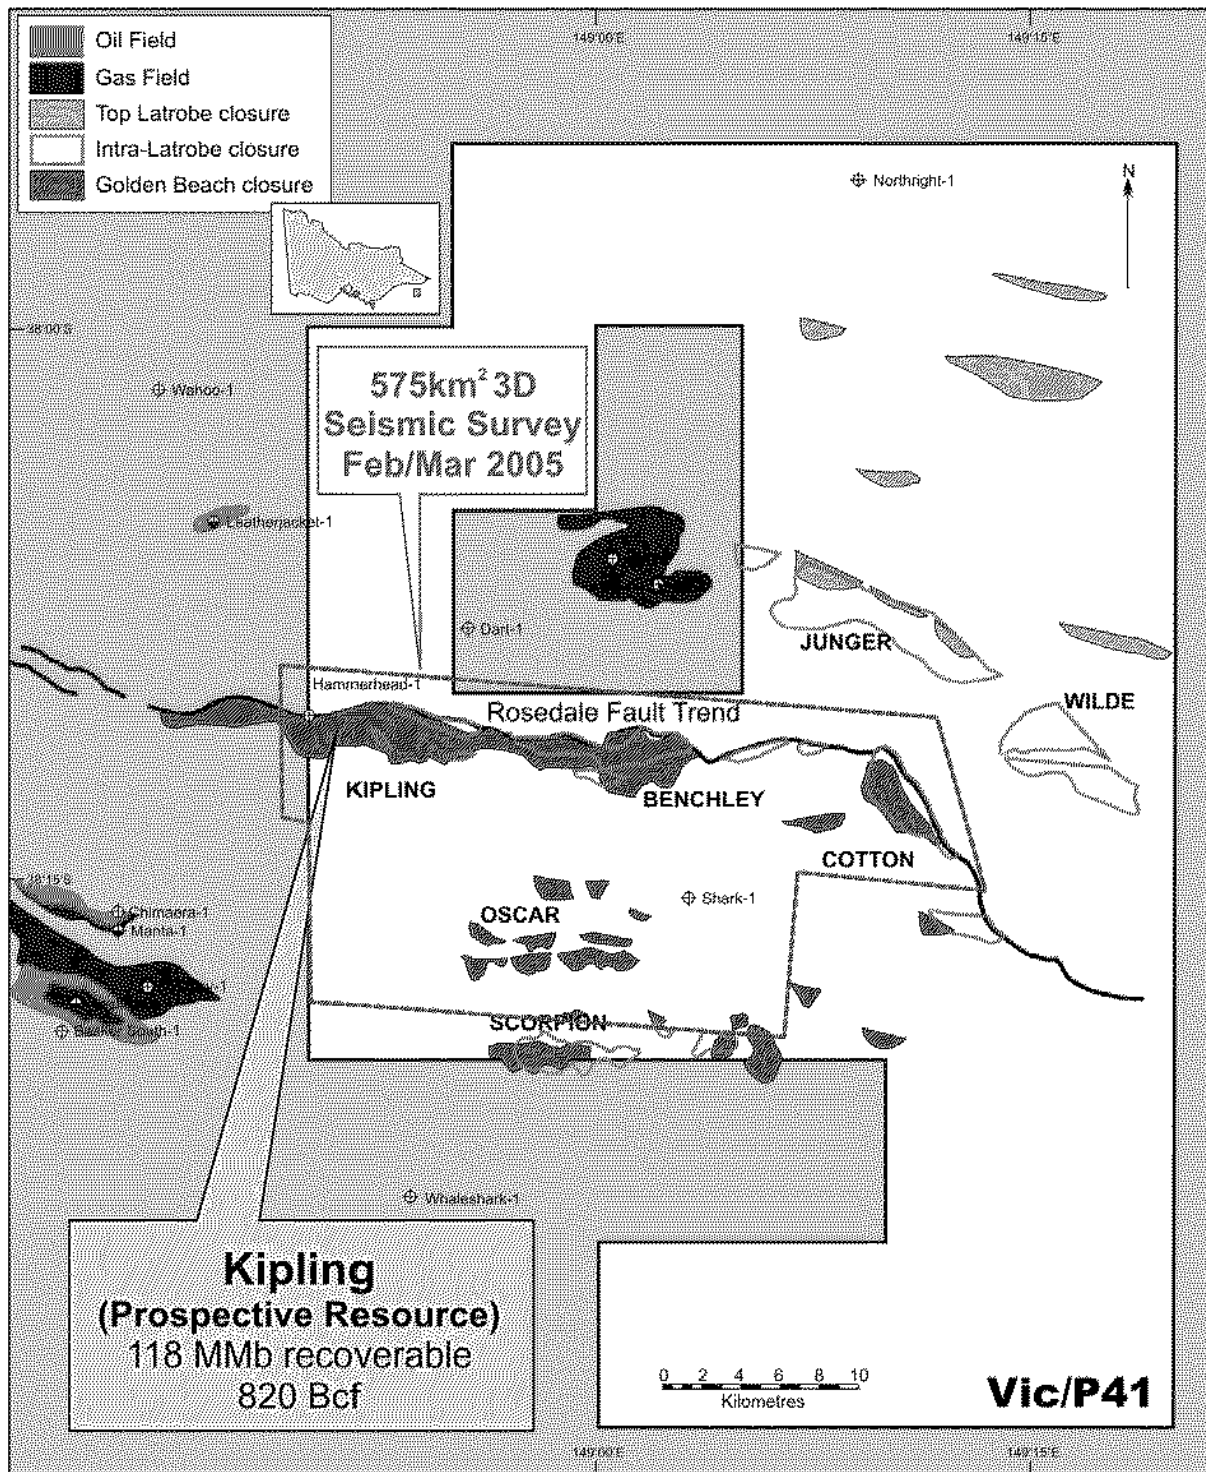 Oil Field
Gas Field
Top Latrobe closure
Intra-Latrobe closure
Golden Beach closure
149°00'E
149°15'E
Northright-1
N
38°00'S
575km² 3D
Seismic Survey
Feb/Mar 2005
Wahoo-1
Leatherjacket-1
Dart-1
JUNGER
Hammerhead-1
WILDE
Rosedale Fault Trend
KIPLING
BENCHLEY
COTTON
38°15'S
Chimaera-1
Manta-1
Shark-1
OSCAR
SCORPION
South-1
Whaleshark-1
Kipling
(Prospective Resource)
118 MMb recoverable
820 Bcf
0 2 4 6 8 10
Kilometres
Vic/P41
149°00'E
149°15'E